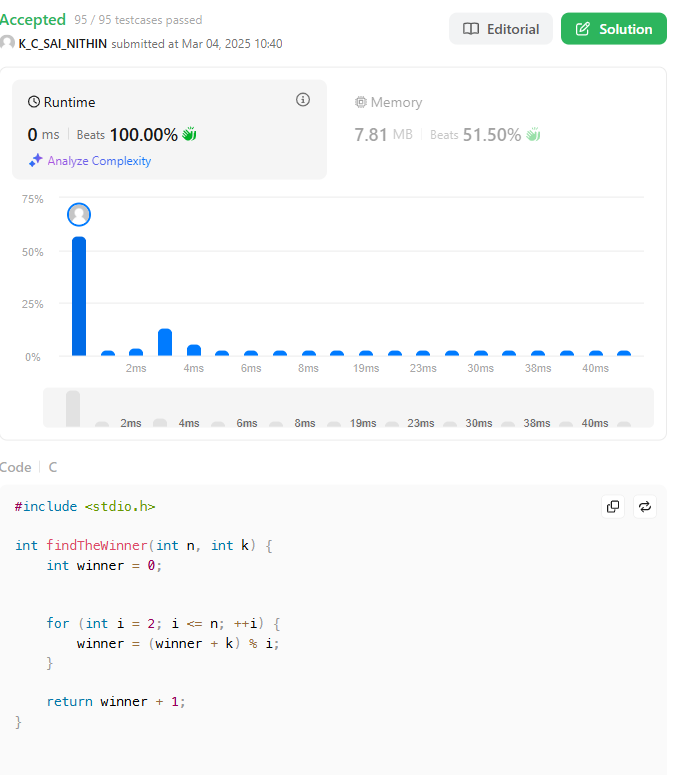 Accepted 95 / 95 testcases passed
Editorial
Solution
K_C_SAI_NITHIN submitted at Mar 04, 2025 10:40
Runtime
0 ms | Beats 100.00%
Analyze Complexity
Memory
7.81 MB | Beats 51.50%
75%
50%
25%
0%
2ms 4ms 6ms 8ms 19ms 23ms 30ms 38ms 40ms
2ms 4ms 6ms 8ms 19ms 23ms 30ms 38ms 40ms
Code | C
#include <stdio.h>
int findTheWinner(int n, int k) {
    int winner = 0;
    for (int i = 2; i <= n; ++i) {
        winner = (winner + k) % i;
    }
    return winner + 1;
}